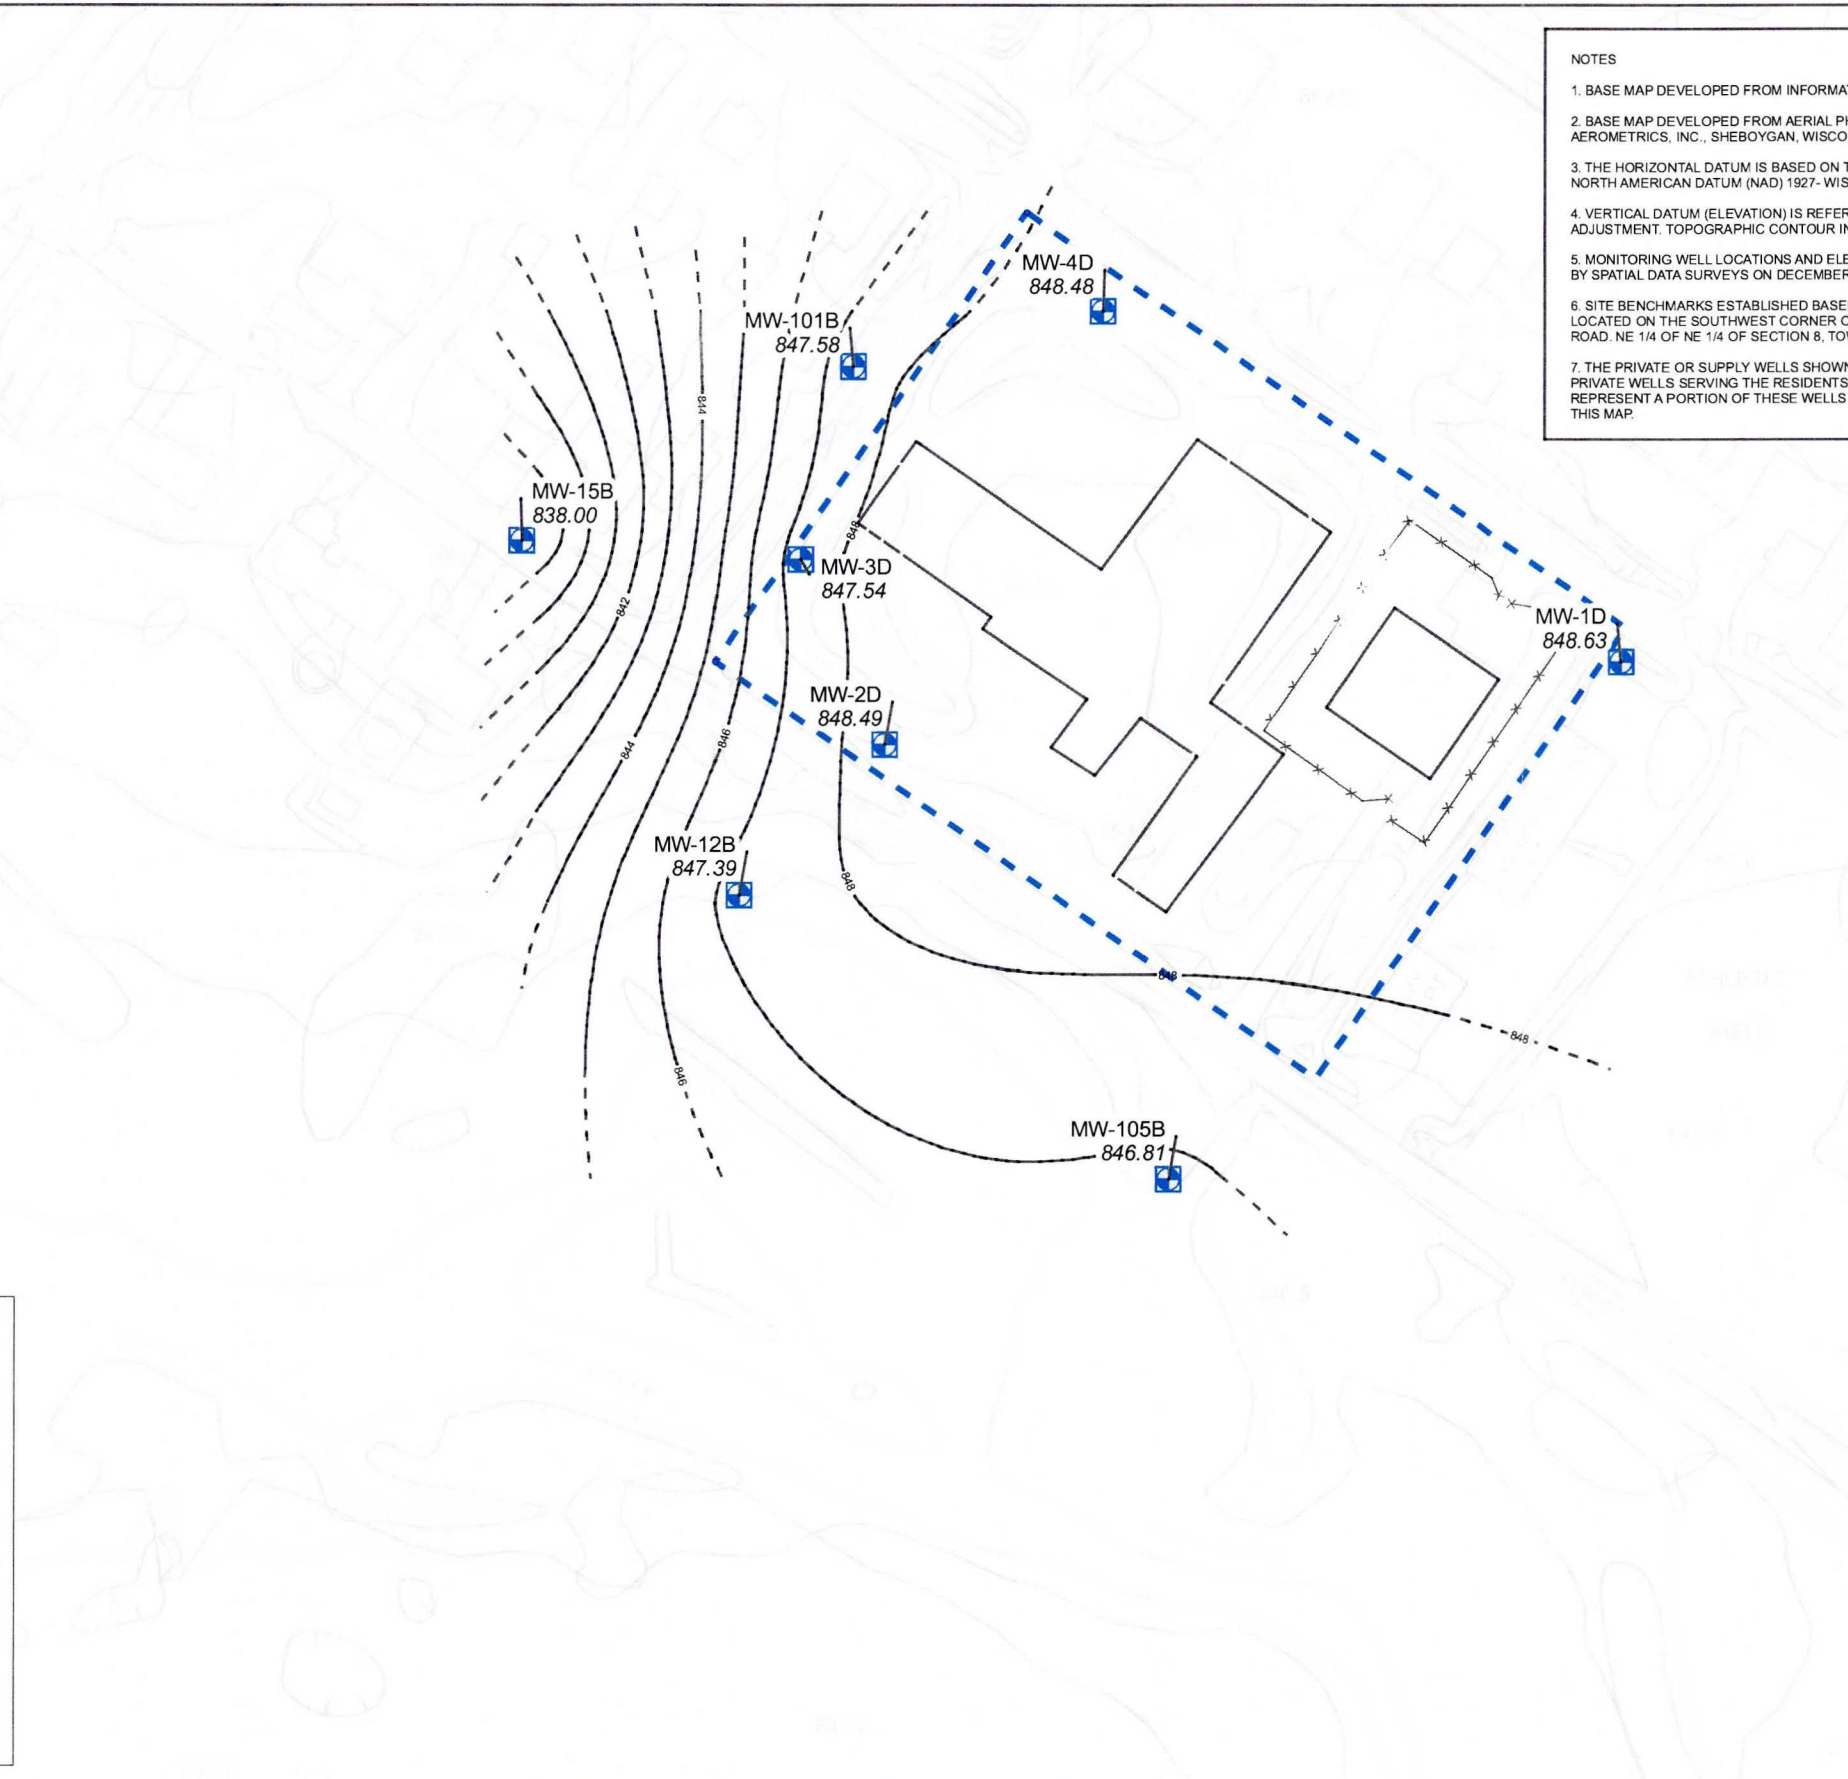 NOTES
1. BASE MAP DEVELOPED FROM INFORMA
2. BASE MAP DEVELOPED FROM AERIAL P
AEROMETRICS, INC., SHEBOYGAN, WISCO
3. THE HORIZONTAL DATUM IS BASED ON T
NORTH AMERICAN DATUM (NAD) 1927- WIS
4. VERTICAL DATUM (ELEVATION) IS REFER
ADJUSTMENT. TOPOGRAPHIC CONTOUR IN
5. MONITORING WELL LOCATIONS AND ELE
BY SPATIAL DATA SURVEYS ON DECEMBER
6. SITE BENCHMARKS ESTABLISHED BASE
LOCATED ON THE SOUTHWEST CORNER O
ROAD. NE 1/4 OF NE 1/4 OF SECTION 8, TO
7. THE PRIVATE OR SUPPLY WELLS SHOWN
PRIVATE WELLS SERVING THE RESIDENTS
REPRESENT A PORTION OF THESE WELLS
THIS MAP.
MW-4D
848.48
MW-101B
847.58
844
MW-15B
838.00
848
MW-3D
847.54
842
MW-1D
848.63
MW-2D
848.49
846
844
MW-12B
847.39
848
848
848
846
MW-105B
846.81